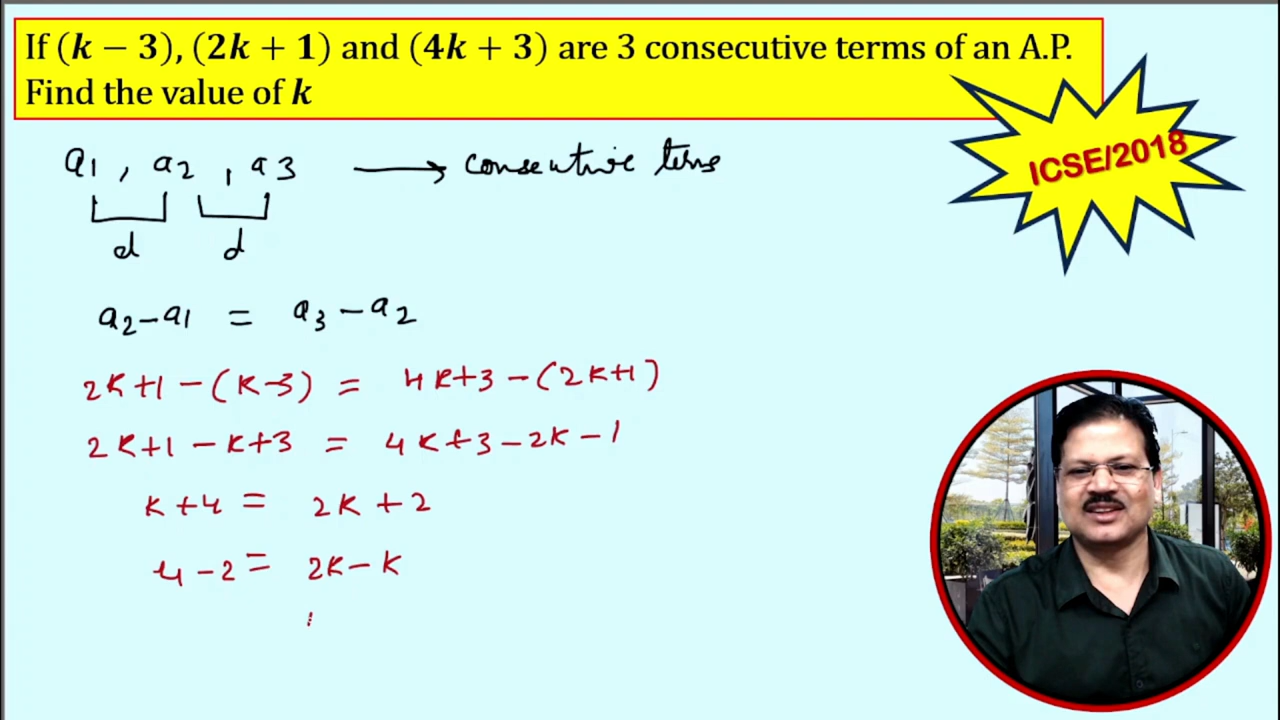 If (k − 3), (2k + 1) and (4k + 3) are 3 consecutive terms of an A.P.
Find the value of k
ICSE/2018
a1 , a2 , a3 ⟶ consecutive terms
d d
a2 − a1 = a3 − a2
2k+1 − (k−3) = 4k+3 − (2k+1)
2k+1 − k+3 = 4k+3 − 2k − 1
k+4 = 2k+2
4 − 2 = 2k − k